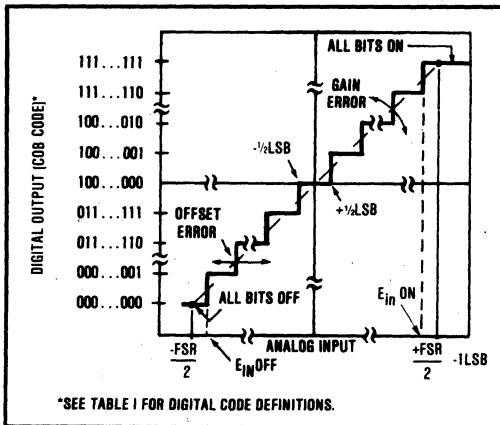 ALL BITS ON
111 ... 111
111 ... 110
GAIN
ERROR
100 ... 010
100 ... 001
-½LSB
100 ... 000
+½LSB
011 ... 111
OFFSET
ERROR
011 ... 110
000 ... 001
000 ... 000
ALL BITS OFF
DIGITAL OUTPUT (COB CODE)*
Ein ON
ANALOG INPUT
-FSR
2
EIN OFF
+FSR
2
-1LSB
*SEE TABLE I FOR DIGITAL CODE DEFINITIONS.